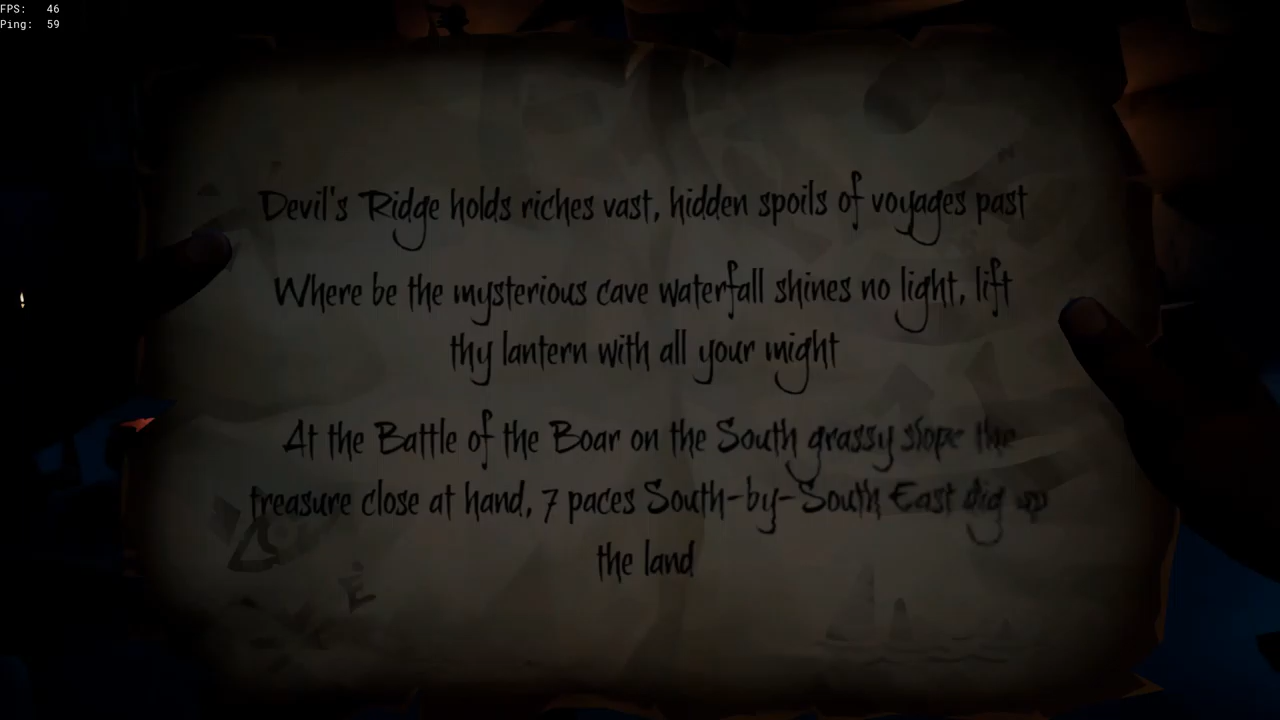 FPS: 46
Ping: 59
Devil's Ridge holds riches vast, hidden spoils of voyages past
Where be the mysterious cave waterfall shines no light, lift
thy lantern with all your might
At the Battle of the Boar on the South grassy slope the
treasure close at hand, 7 paces South-by-South East dig up
the land